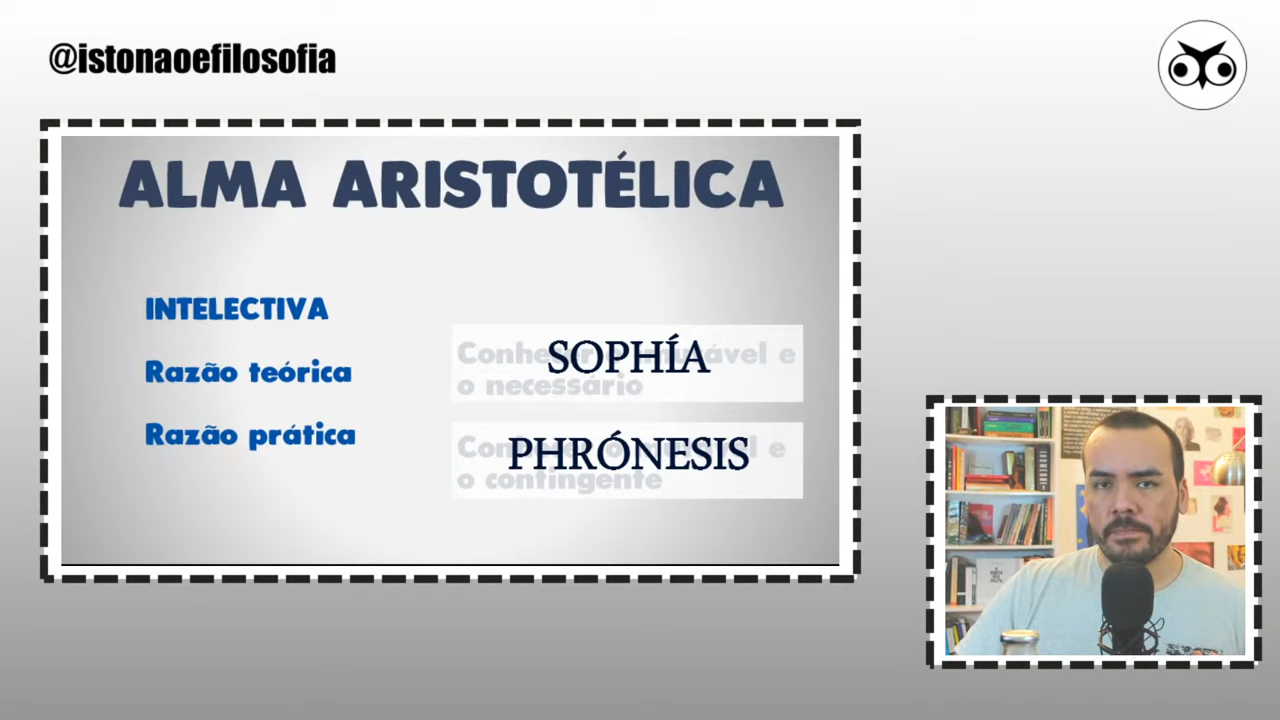 @istonaoefilosofia
ALMA ARISTOTÉLICA
INTELECTIVA
Razão teórica
Razão prática
SOPHÍA
e
o necessário
PHRÓNESIS
e
o contingente